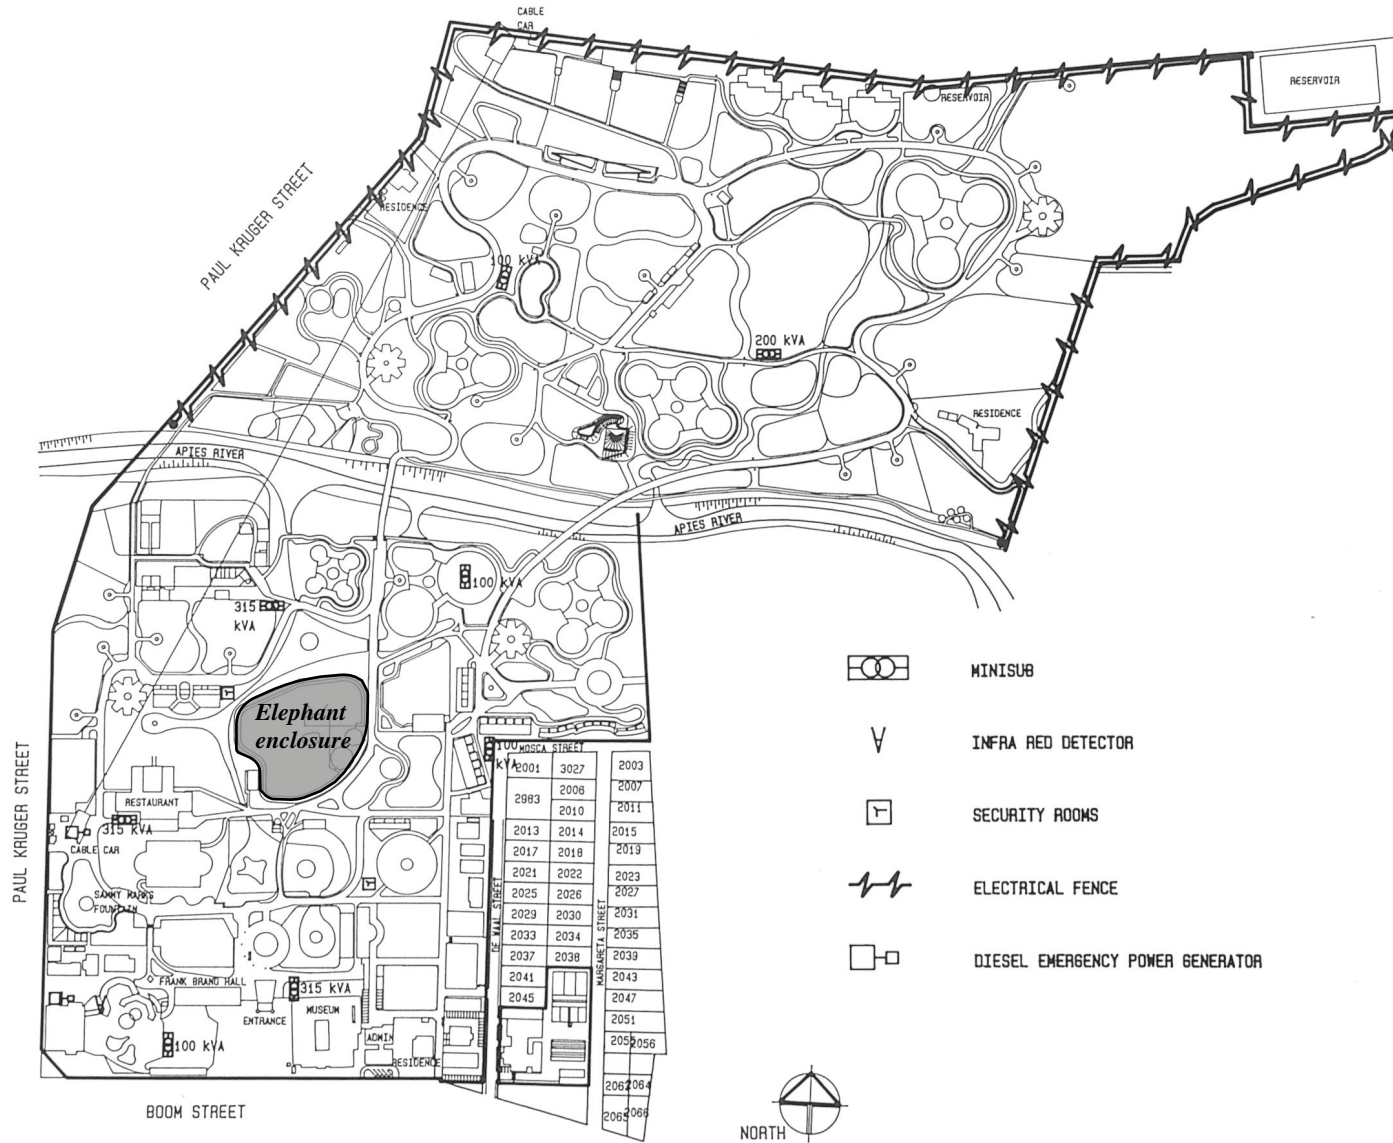 CABLE
CAR
RESERVOIR
RESERVOIR
PAUL KRUGER STREET
RESIDENCE
100 kVA
200 kVA
RESIDENCE
APIES RIVER
APIES RIVER
100 kVA
315
kVA
Elephant
enclosure
MINISUB
INFRA RED DETECTOR
SECURITY ROOMS
ELECTRICAL FENCE
DIESEL EMERGENCY POWER GENERATOR
PAUL KRUGER STREET
RESTAURANT
315 kVA
CABLE CAR
SAMMY MARKS
FOUNTAIN
FRANK BRAND HALL
ENTRANCE
315 kVA
MUSEUM
ADMIN
RESIDENCE
100 kVA
BOOM STREET
100
kVA
MOSCA STREET
DE WAAL STREET
MARGARETA STREET
2001 3027 2003
2983 2006 2007
2010 2011
2013 2014 2015
2017 2018 2019
2021 2022 2023
2025 2026 2027
2029 2030 2031
2033 2034 2035
2037 2038 2039
2041 2043
2045 2047
2051
2055 2056
2064
2065 2066
NORTH